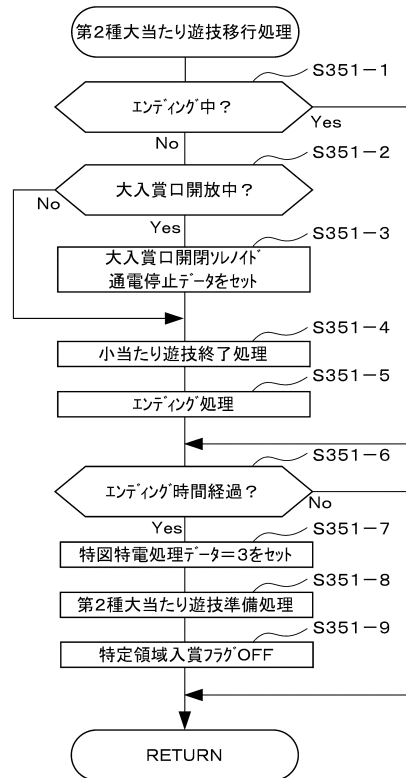 第2種大当たり遊技移行処理
S351-1
エンディング中？
Yes
No
S351-2
大入賞口開放中？
No
Yes
S351-3
大入賞口開閉ソレノイド
通電停止データをセット
S351-4
小当たり遊技終了処理
S351-5
エンディング処理
S351-6
エンディング時間経過？
No
Yes
S351-7
特図特電処理データ＝3をセット
S351-8
第2種大当たり遊技準備処理
S351-9
特定領域入賞フラグOFF
RETURN